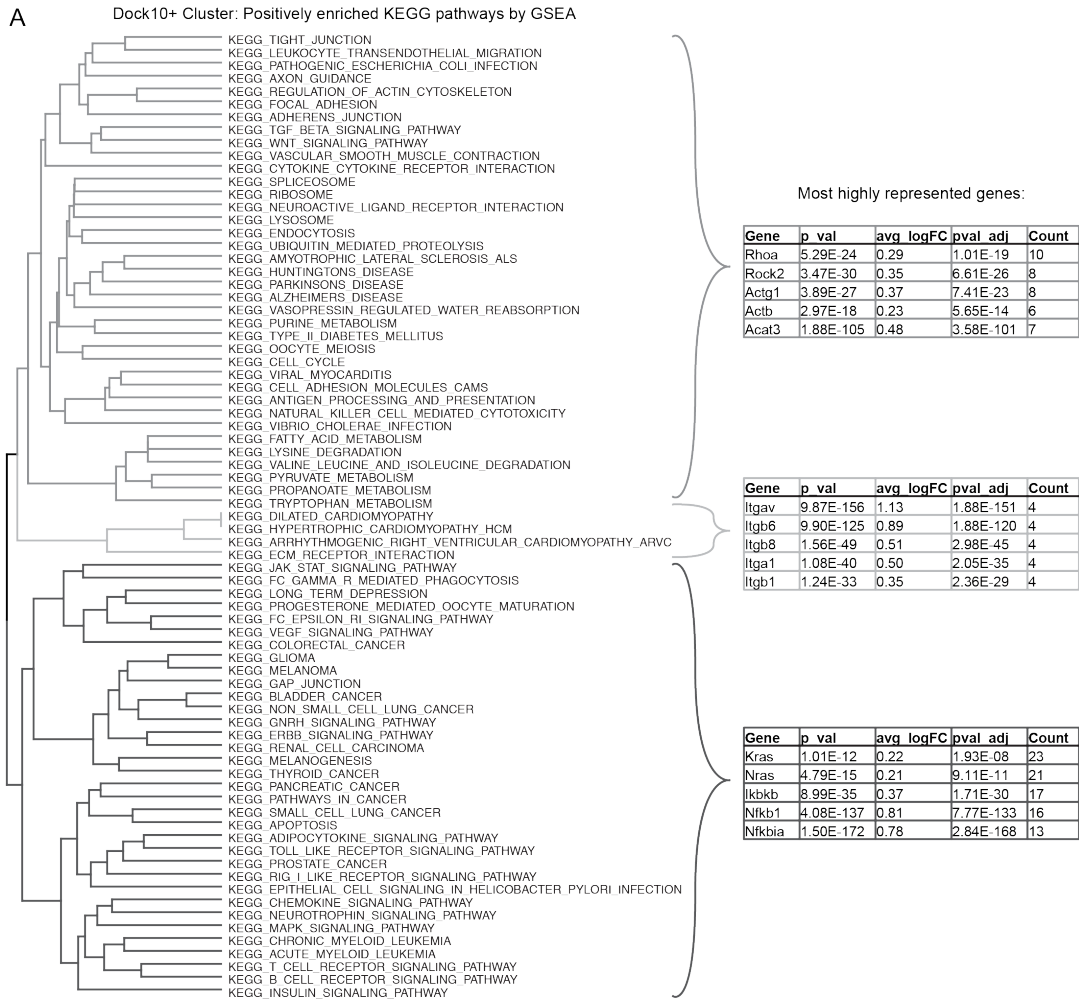 A
Dock10+ Cluster: Positively enriched KEGG pathways by GSEA
KEGG_TIGHT_JUNCTION
KEGG_LEUKOCYTE_TRANSENDOTHELIAL_MIGRATION
KEGG_PATHOGENIC_ESCHERICHIA_COLI_INFECTION
KEGG_AXON_GUIDANCE
KEGG_REGULATION_OF_ACTIN_CYTOSKELETON
KEGG_FOCAL_ADHESION
KEGG_ADHERENS_JUNCTION
KEGG_TGF_BETA_SIGNALING_PATHWAY
KEGG_WNT_SIGNALING_PATHWAY
KEGG_VASCULAR_SMOOTH_MUSCLE_CONTRACTION
KEGG_CYTOKINE_CYTOKINE_RECEPTOR_INTERACTION
KEGG_SPLICEOSOME
KEGG_RIBOSOME
KEGG_NEUROACTIVE_LIGAND_RECEPTOR_INTERACTION
KEGG_LYSOSOME
KEGG_ENDOCYTOSIS
KEGG_UBIQUITIN_MEDIATED_PROTEOLYSIS
KEGG_AMYOTROPHIC_LATERAL_SCLEROSIS_ALS
KEGG_HUNTINGTONS_DISEASE
KEGG_PARKINSONS_DISEASE
KEGG_ALZHEIMERS_DISEASE
KEGG_VASOPRESSIN_REGULATED_WATER_REABSORPTION
KEGG_PURINE_METABOLISM
KEGG_TYPE_II_DIABETES_MELLITUS
KEGG_OOCYTE_MEIOSIS
KEGG_CELL_CYCLE
KEGG_VIRAL_MYOCARDITIS
KEGG_CELL_ADHESION_MOLECULES_CAMS
KEGG_ANTIGEN_PROCESSING_AND_PRESENTATION
KEGG_NATURAL_KILLER_CELL_MEDIATED_CYTOTOXICITY
KEGG_VIBRIO_CHOLERAE_INFECTION
KEGG_FATTY_ACID_METABOLISM
KEGG_LYSINE_DEGRADATION
KEGG_VALINE_LEUCINE_AND_ISOLEUCINE_DEGRADATION
KEGG_PYRUVATE_METABOLISM
KEGG_PROPANOATE_METABOLISM
KEGG_TRYPTOPHAN_METABOLISM
KEGG_DILATED_CARDIOMYOPATHY
KEGG_HYPERTROPHIC_CARDIOMYOPATHY_HCM
KEGG_ARRHYTHMOGENIC_RIGHT_VENTRICULAR_CARDIOMYOPATHY_ARVC
KEGG_ECM_RECEPTOR_INTERACTION
KEGG_JAK_STAT_SIGNALING_PATHWAY
KEGG_FC_GAMMA_R_MEDIATED_PHAGOCYTOSIS
KEGG_LONG_TERM_DEPRESSION
KEGG_PROGESTERONE_MEDIATED_OOCYTE_MATURATION
KEGG_FC_EPSILON_RI_SIGNALING_PATHWAY
KEGG_VEGF_SIGNALING_PATHWAY
KEGG_COLORECTAL_CANCER
KEGG_GLIOMA
KEGG_MELANOMA
KEGG_GAP_JUNCTION
KEGG_BLADDER_CANCER
KEGG_NON_SMALL_CELL_LUNG_CANCER
KEGG_GNRH_SIGNALING_PATHWAY
KEGG_ERBB_SIGNALING_PATHWAY
KEGG_RENAL_CELL_CARCINOMA
KEGG_MELANOGENESIS
KEGG_THYROID_CANCER
KEGG_PANCREATIC_CANCER
KEGG_PATHWAYS_IN_CANCER
KEGG_SMALL_CELL_LUNG_CANCER
KEGG_APOPTOSIS
KEGG_ADIPOCYTOKINE_SIGNALING_PATHWAY
KEGG_TOLL_LIKE_RECEPTOR_SIGNALING_PATHWAY
KEGG_PROSTATE_CANCER
KEGG_RIG_I_LIKE_RECEPTOR_SIGNALING_PATHWAY
KEGG_EPITHELIAL_CELL_SIGNALING_IN_HELICOBACTER_PYLORI_INFECTION
KEGG_CHEMOKINE_SIGNALING_PATHWAY
KEGG_NEUROTROPHIN_SIGNALING_PATHWAY
KEGG_MAPK_SIGNALING_PATHWAY
KEGG_CHRONIC_MYELOID_LEUKEMIA
KEGG_ACUTE_MYELOID_LEUKEMIA
KEGG_T_CELL_RECEPTOR_SIGNALING_PATHWAY
KEGG_B_CELL_RECEPTOR_SIGNALING_PATHWAY
KEGG_INSULIN_SIGNALING_PATHWAY
Most highly represented genes:
Gene p_val avg_logFC pval_adj Count
Rhoa 5.29E-24 0.29 1.01E-19 10
Rock2 3.47E-30 0.35 6.61E-26 8
Actg1 3.89E-27 0.37 7.41E-23 8
Actb 2.97E-18 0.23 5.65E-14 6
Acat3 1.88E-105 0.48 3.58E-101 7
Gene p_val avg_logFC pval_adj Count
Itgav 9.87E-156 1.13 1.88E-151 4
Itgb6 9.90E-125 0.89 1.88E-120 4
Itgb8 1.56E-49 0.51 2.98E-45 4
Itga1 1.08E-40 0.50 2.05E-35 4
Itgb1 1.24E-33 0.35 2.36E-29 4
Gene p_val avg_logFC pval_adj Count
Kras 1.01E-12 0.22 1.93E-08 23
Nras 4.79E-15 0.21 9.11E-11 21
Ikbkb 8.99E-35 0.37 1.71E-30 17
Nfkb1 4.08E-137 0.81 7.77E-133 16
Nfkbia 1.50E-172 0.78 2.84E-168 13